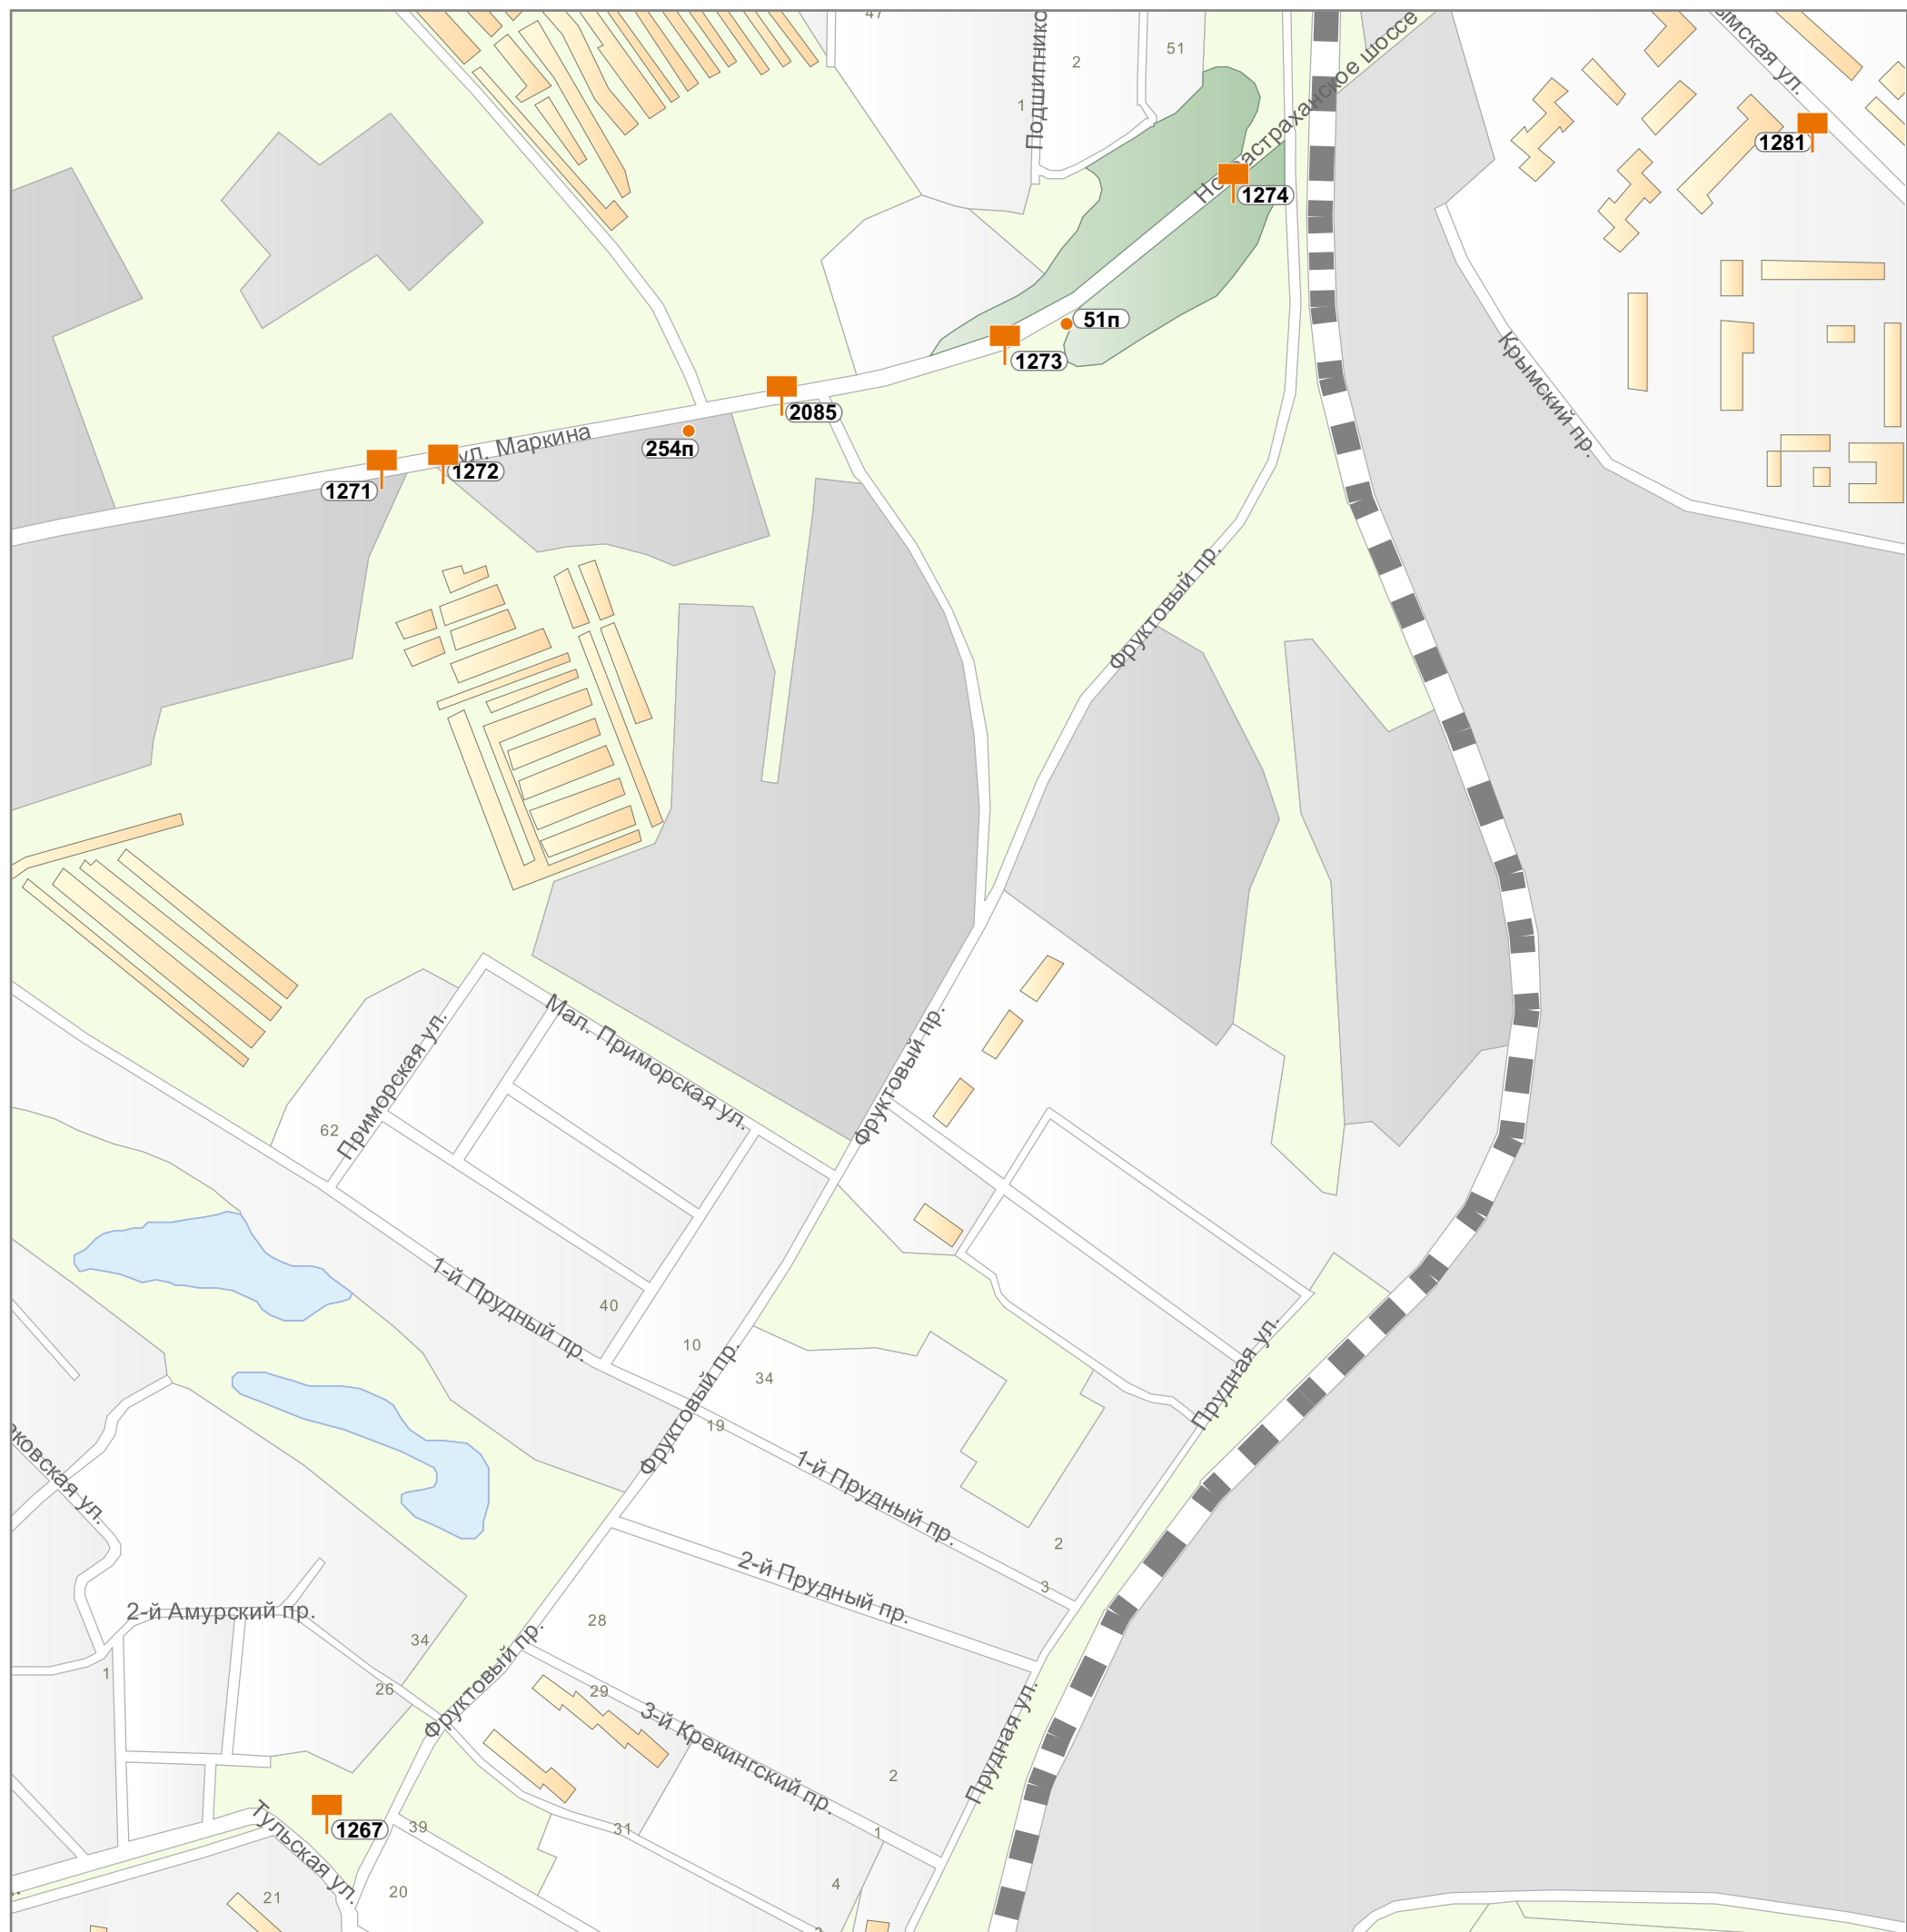 47
51
2
1
Подшипнико
Новоастраханское шоссе
ымская ул.
1281
1274
51п
1273
2085
254п
ул. Маркина
1272
1271
Крымский пр.
Фруктовый пр.
Мал. Приморская ул.
Приморская ул.
Фруктовый пр.
62
1-й Прудный пр.
40
10
34
Фруктовый пр.
19
Прудная ул.
1-й Прудный пр.
ковская ул.
2
3
2-й Прудный пр.
2-й Амурский пр.
28
34
1
26
Фруктовый пр.
29
3-й Крекингский пр.
Прудная ул.
2
1267
Тульская ул.
39
31
1
4
20
21